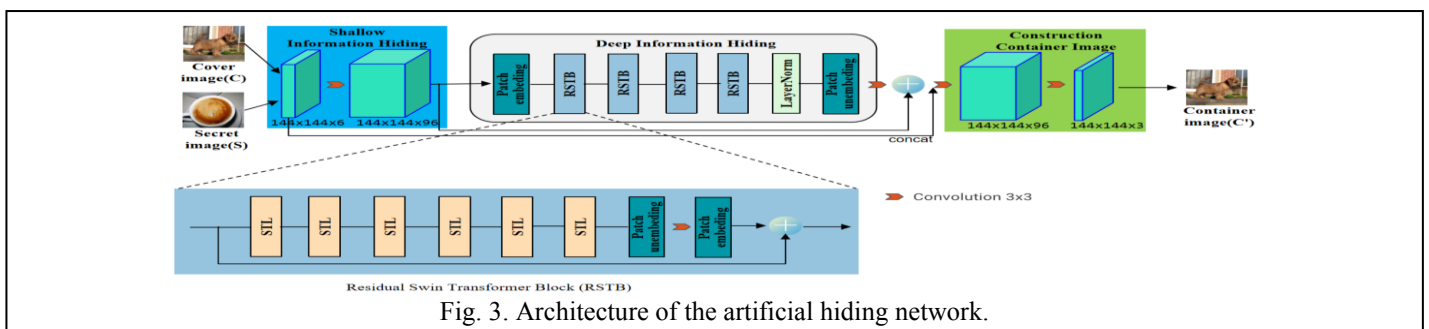 Shallow
Information Hiding
Deep Information Hiding
Construction
Container Image
Cover
image(C)
Secret
image(S)
144x144x6
144x144x96
Patch
embeding
RSTB
RSTB
RSTB
RSTB
LayerNorm
Patch
unembeding
concat
144x144x96
144x144x3
Container
image(C')
STL
STL
STL
STL
STL
STL
Patch
unembeding
Patch
embeding
Convolution 3x3
Residual Swin Transformer Block (RSTB)
Fig. 3. Architecture of the artificial hiding network.